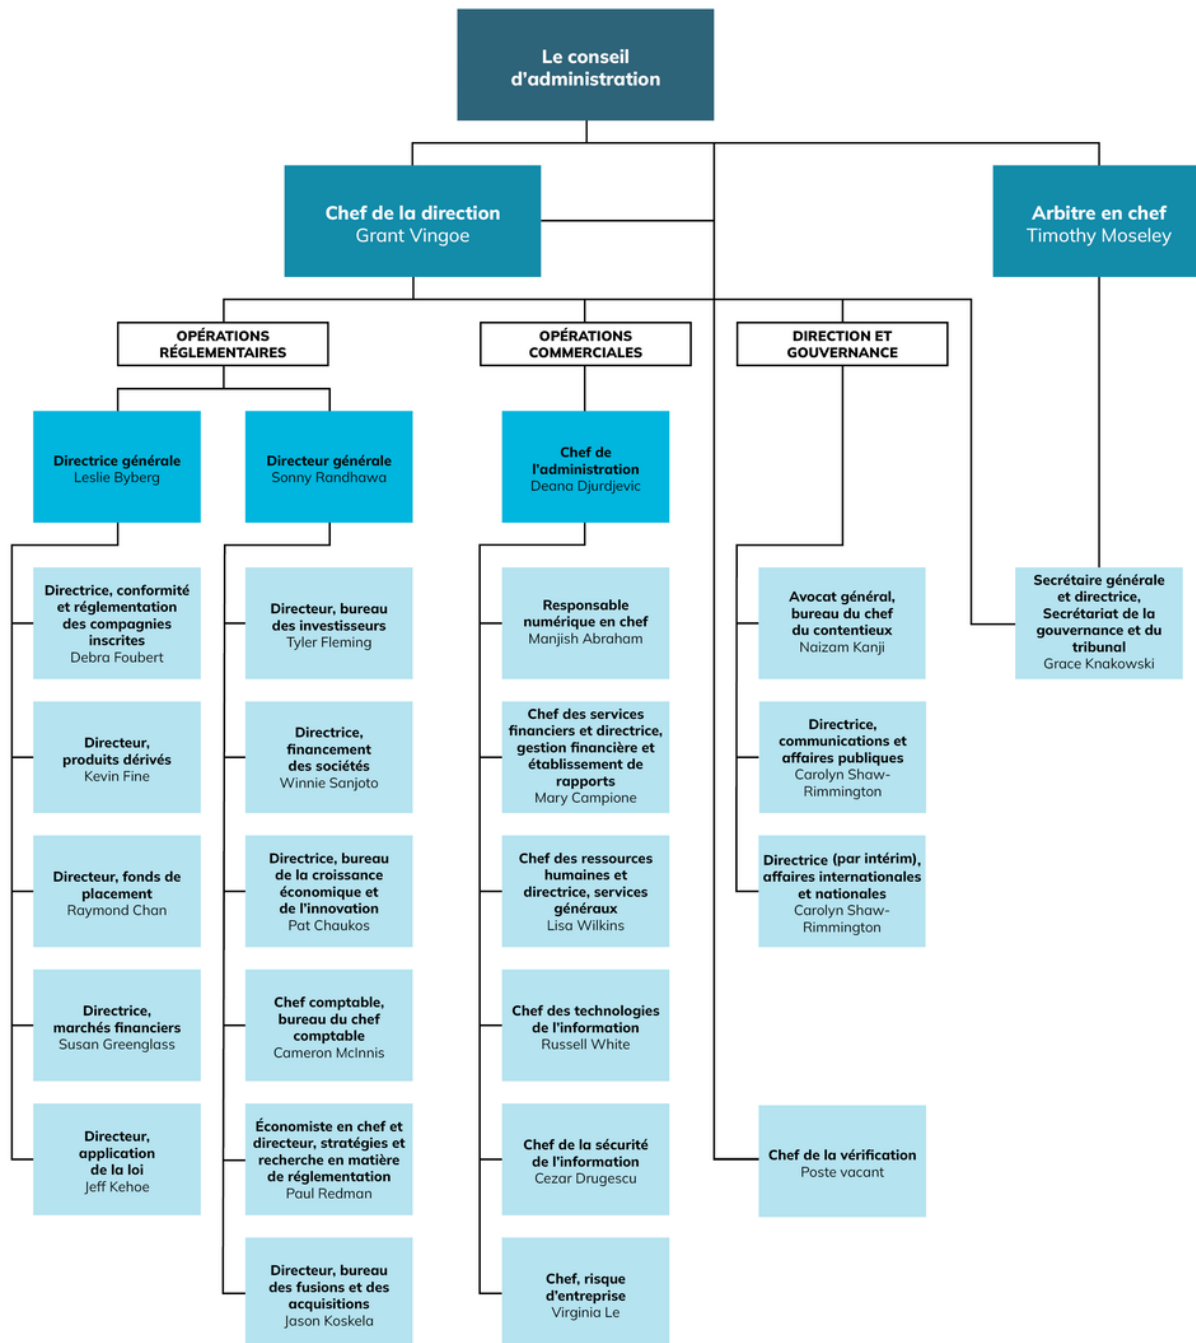 Le conseil
d'administration
Chef de la direction
Grant Vingoe
Arbitre en chef
Timothy Moseley
OPÉRATIONS
RÉGLEMENTAIRES
OPÉRATIONS
COMMERCIALES
DIRECTION ET
GOUVERNANCE
Directrice générale
Leslie Byberg
Directeur générale
Sonny Randhawa
Chef de
l'administration
Deana Djurdjevic
Directrice, conformité
et réglementation
des compagnies
inscrites
Debra Foubert
Directeur, bureau
des investisseurs
Tyler Fleming
Responsable
numérique en chef
Manjish Abraham
Avocat général,
bureau du chef
du contentieux
Naizam Kanji
Secrétaire générale
et directrice,
Secrétariat de la
gouvernance et du
tribunal
Grace Knakowski
Directeur,
produits dérivés
Kevin Fine
Directrice,
financement
des sociétés
Winnie Sanjoto
Chef des services
financiers et directrice,
gestion financière et
établissement de
rapports
Mary Campione
Directrice,
communications et
affaires publiques
Carolyn Shaw-
Rimmington
Directeur, fonds de
placement
Raymond Chan
Directrice, bureau
de la croissance
économique et
de l'innovation
Pat Chaukos
Chef des ressources
humaines et
directrice, services
généraux
Lisa Wilkins
Directrice (par intérim),
affaires internationales
et nationales
Carolyn Shaw-
Rimmington
Directrice,
marchés financiers
Susan Greenglass
Chef comptable,
bureau du chef
comptable
Cameron McInnis
Chef des technologies
de l'information
Russell White
Directeur,
application
de la loi
Jeff Kehoe
Économiste en chef et
directeur, stratégies et
recherche en matière
de réglementation
Paul Redman
Chef de la sécurité
de l'information
Cezar Drugescu
Chef de la vérification
Poste vacant
Directeur, bureau
des fusions et des
acquisitions
Jason Koskela
Chef, risque
d'entreprise
Virginia Le